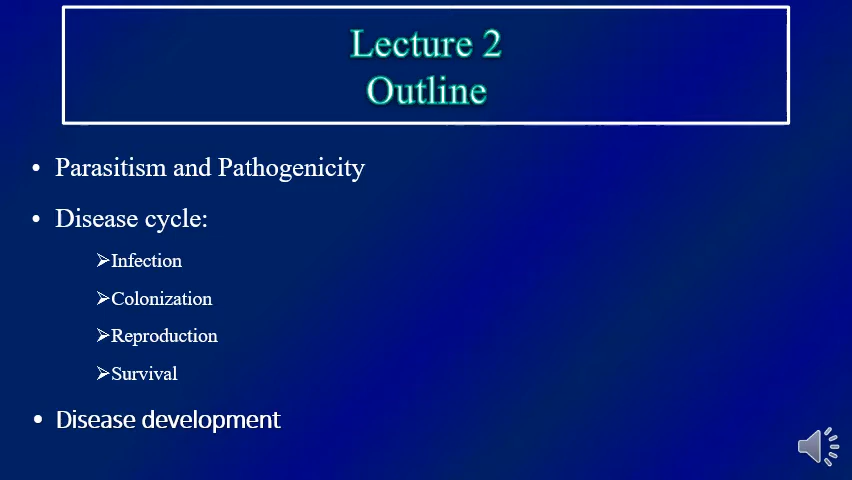 Lecture 2
Outline
• Parasitism and Pathogenicity
• Disease cycle:
➢Infection
➢Colonization
➢Reproduction
➢Survival
• Disease development